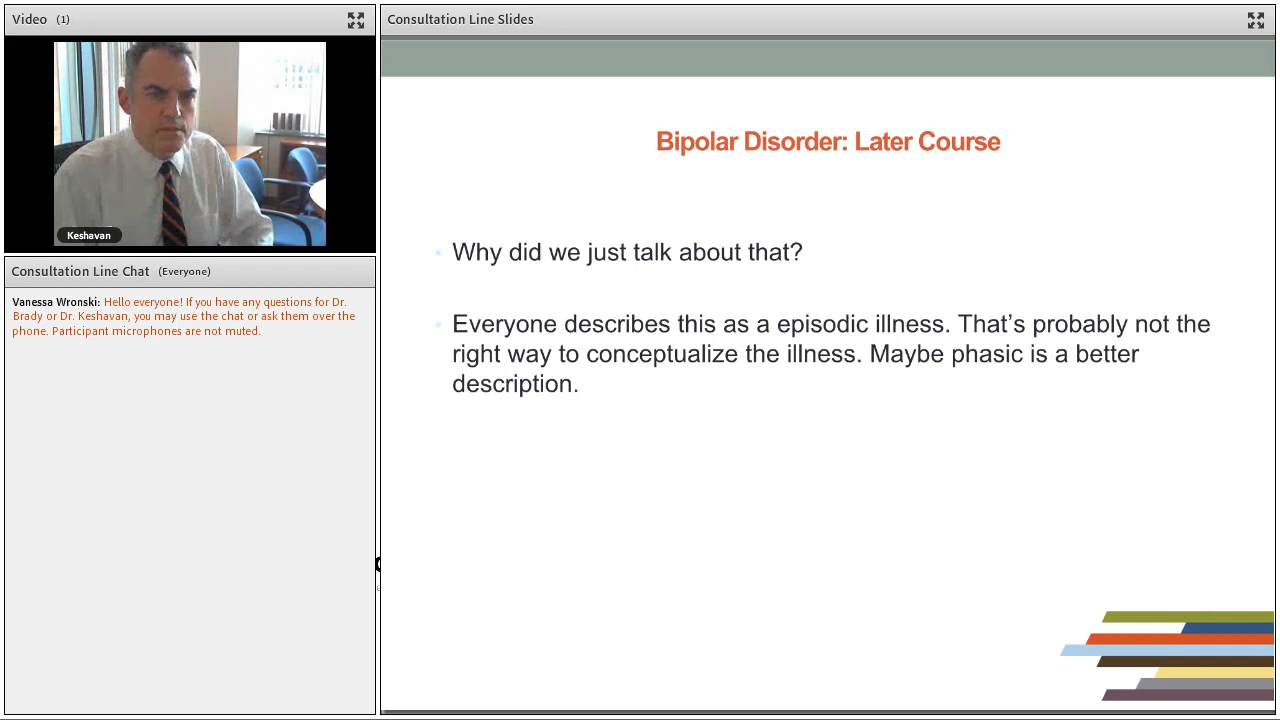 Video (1)
Keshavan
Consultation Line Chat (Everyone)
Vanessa Wronski: Hello everyone! If you have any questions for Dr.
Brady or Dr. Keshavan, you may use the chat or ask them over the
phone. Participant microphones are not muted.
Consultation Line Slides
Bipolar Disorder: Later Course
Why did we just talk about that?
Everyone describes this as a episodic illness. That’s probably not the
right way to conceptualize the illness. Maybe phasic is a better
description.